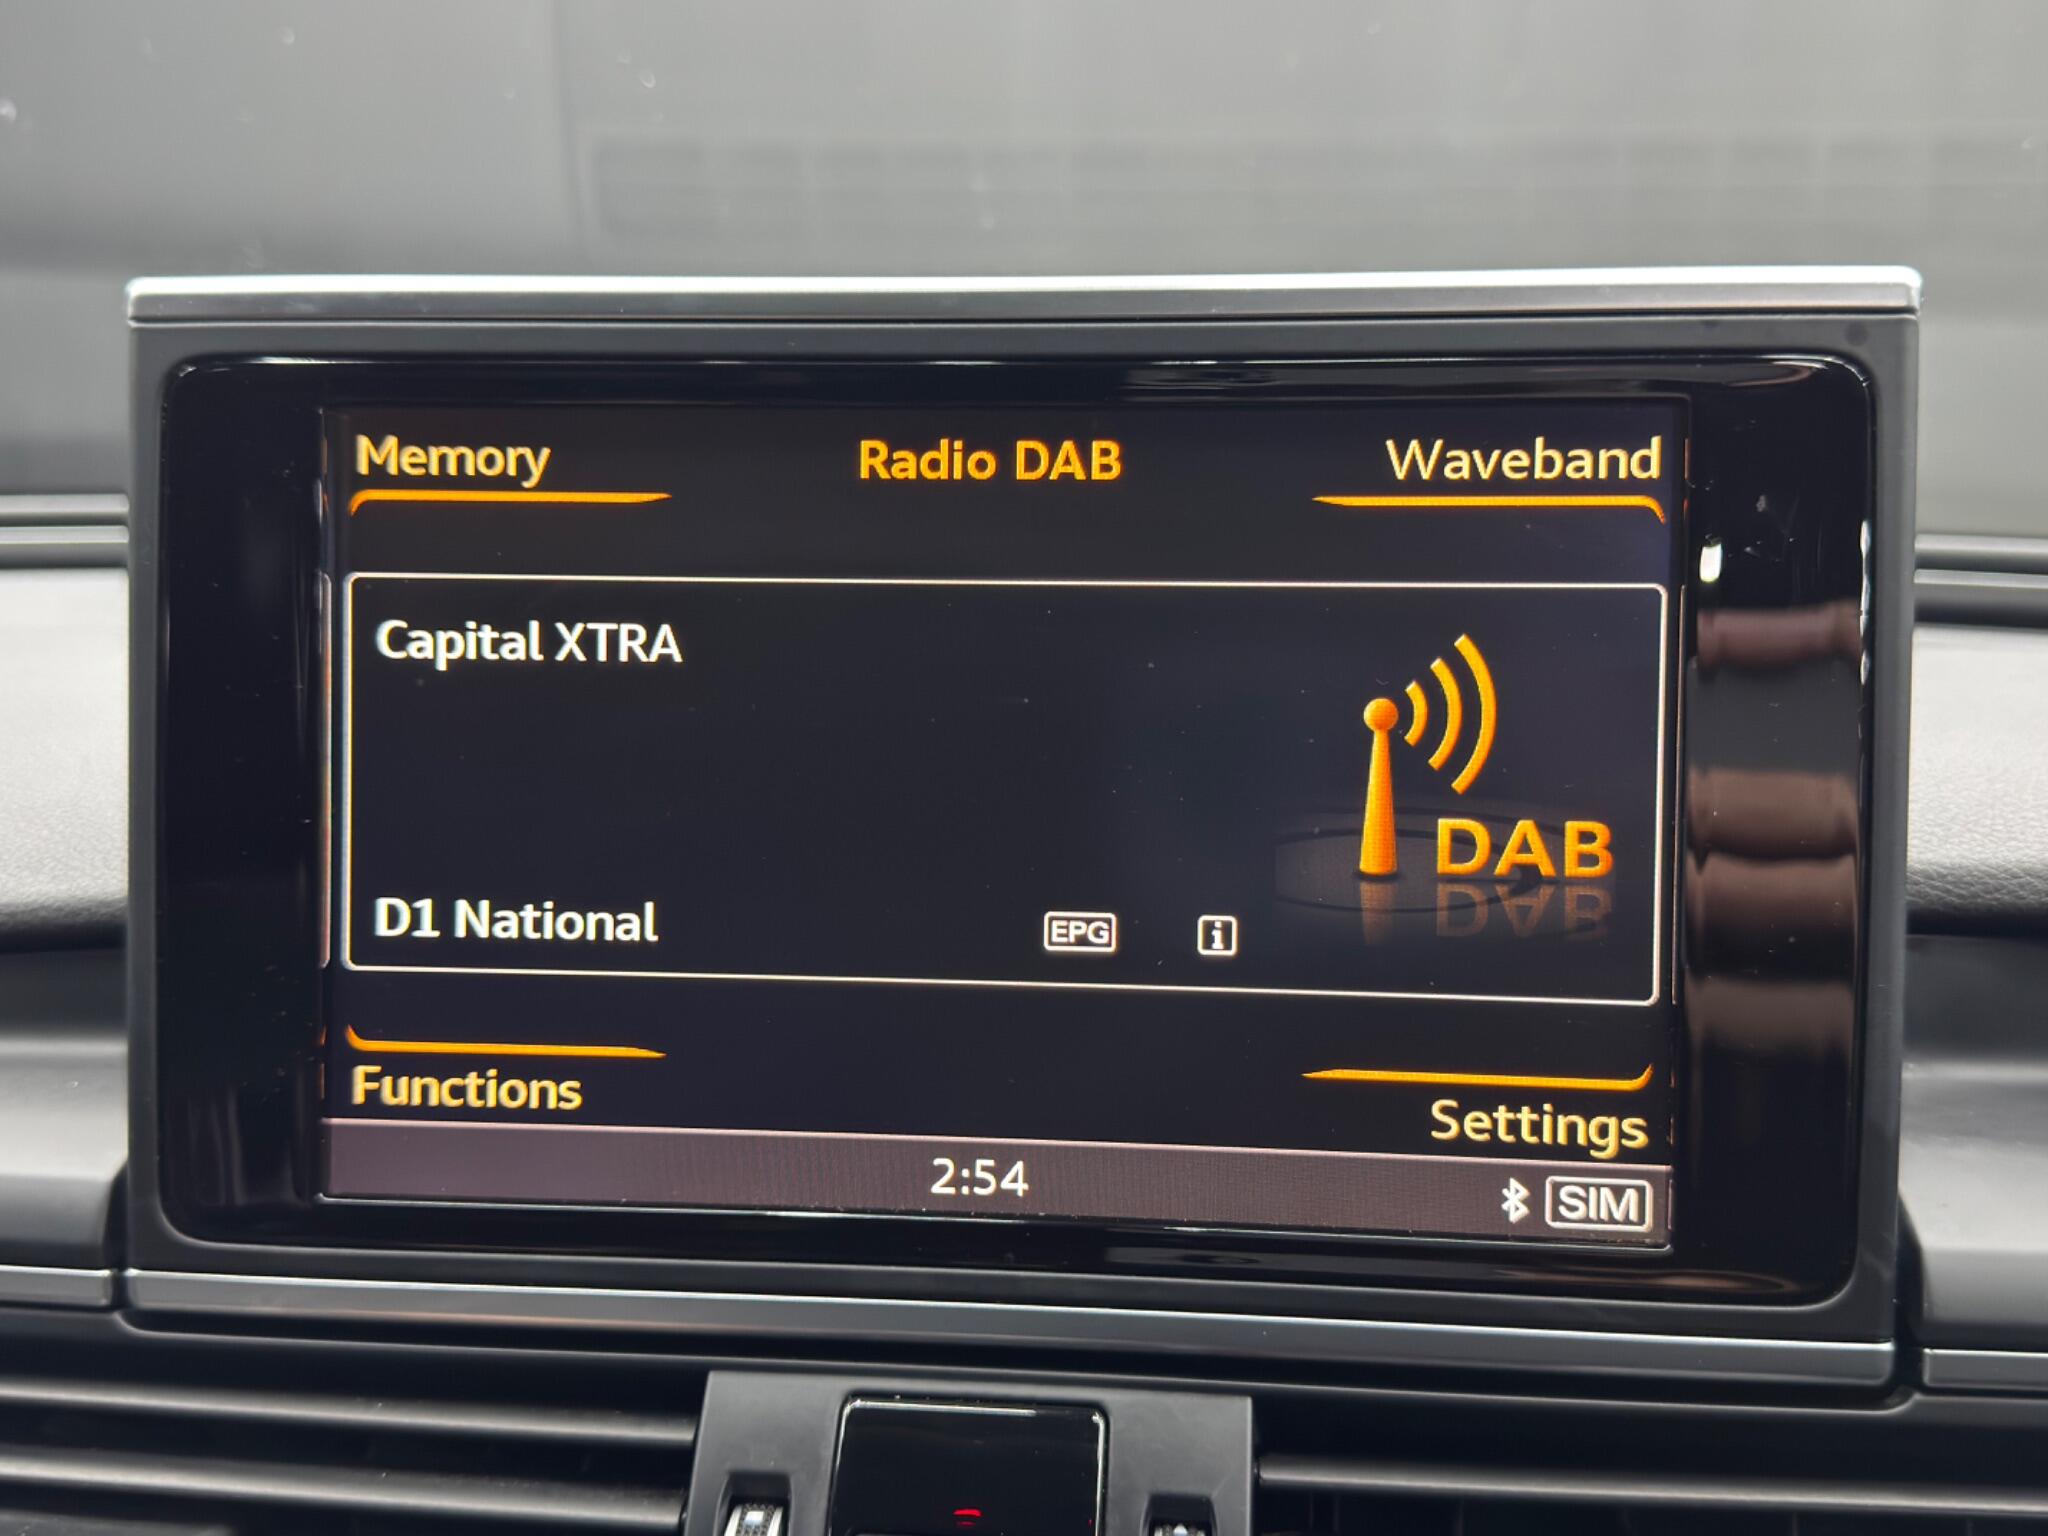 Memory
Radio DAB
Waveband
Capital XTRA
DAB
D1 National
EPG
i
Functions
Settings
2:54
SIM